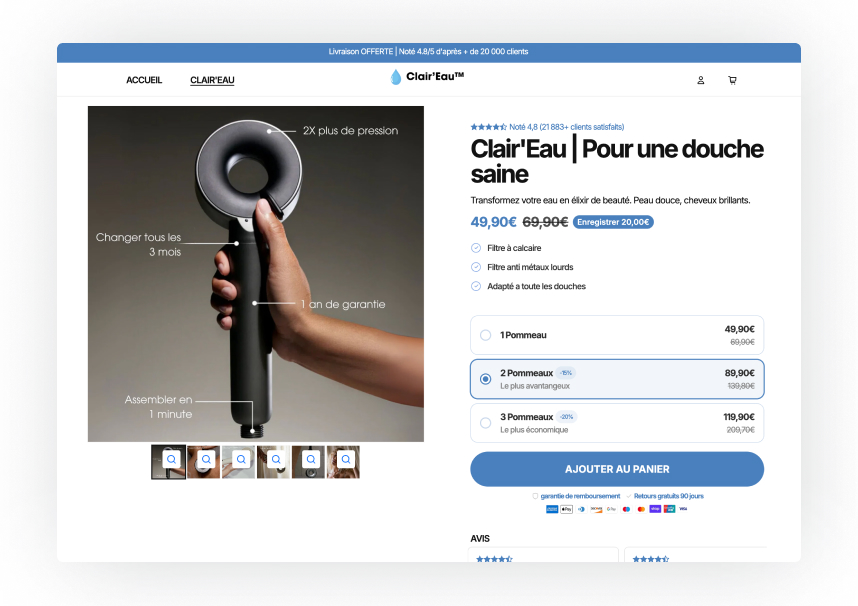 Livraison OFFERTE | Noté 4.8/5 d'après + de 20 000 clients
ACCUEIL
CLAIR'EAU
Clair'Eau™
2X plus de pression
Changer tous les
3 mois
1 an de garantie
Assembler en
1 minute
Noté 4,8 (21 883+ clients satisfaits)
Clair'Eau | Pour une douche
saine
Transformez votre eau en élixir de beauté. Peau douce, cheveux brillants.
49,90€ 69,90€ Enregistrer 20,00€
Filtre à calcaire
Filtre anti métaux lourds
Adapté a toute les douches
1 Pommeau
49,90€
69,90€
2 Pommeaux -15%
Le plus avantangeux
89,90€
139,80€
3 Pommeaux -20%
Le plus économique
119,90€
209,70€
AJOUTER AU PANIER
garantie de remboursement
Retours gratuits 90 jours
AVIS